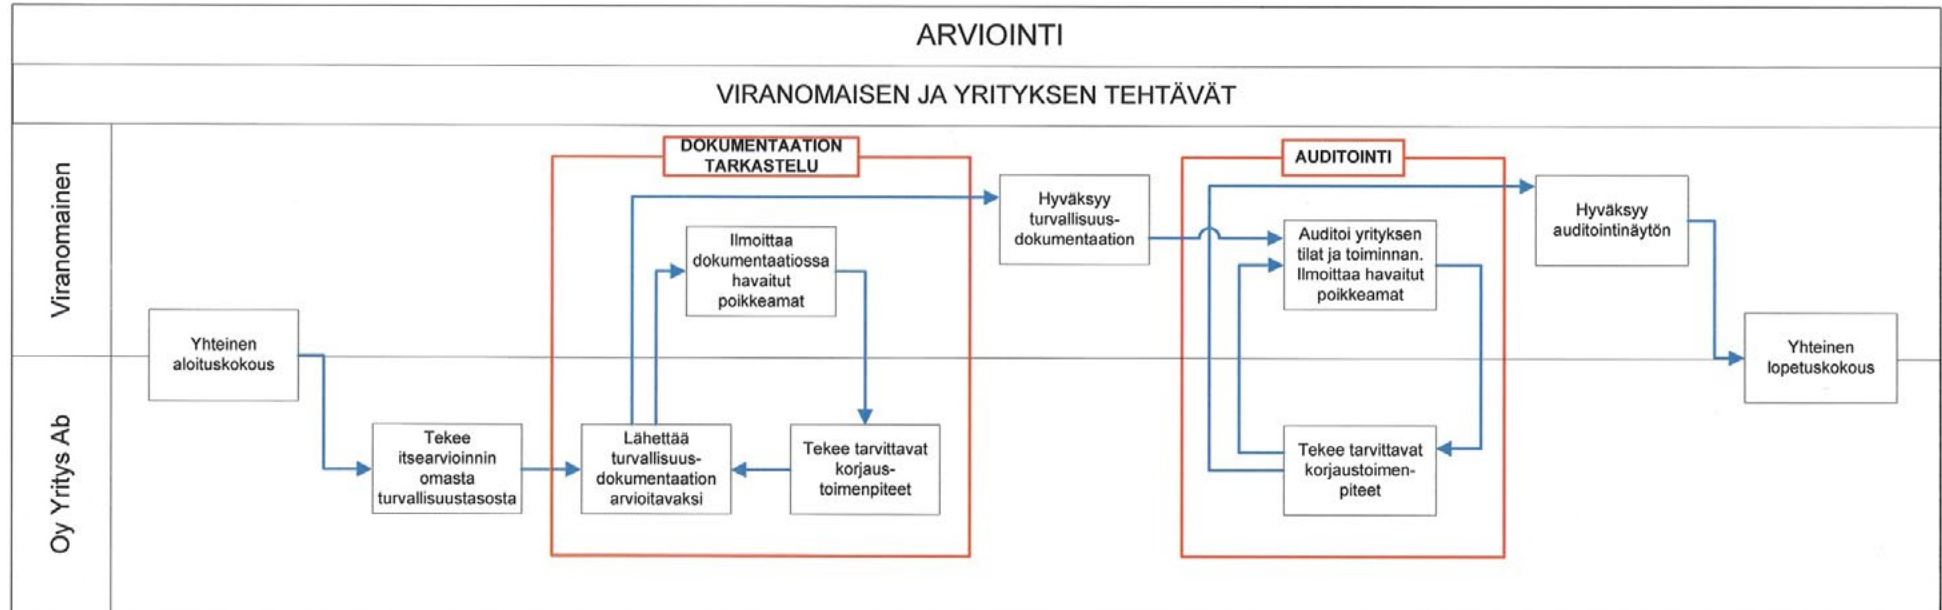 ARVIOINTI
VIRANOMAISEN JA YRITYKSEN TEHTÄVÄT
Viranomainen
Oy Yritys Ab
Yhteinen
aloituskokous
Tekee
itsearvioinnin
omasta
turvallisuustasosta
DOKUMENTAATION
TARKASTELU
Lähettää
turvallisuus-
dokumentaation
arvioitavaksi
Ilmoittaa
dokumentaatiossa
havaitut
poikkeamat
Tekee tarvittavat
korjaus-
toimenpiteet
Hyväksyy
turvallisuus-
dokumentaation
AUDITOINTI
Auditoi yrityksen
tilat ja toiminnan.
Ilmoittaa havaitut
poikkeamat
Tekee tarvittavat
korjaustoimen-
piteet
Hyväksyy
auditointinäytön
Yhteinen
lopetuskokous